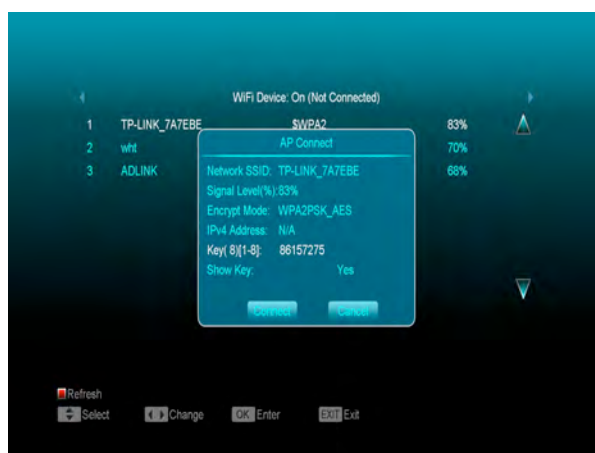 WiFi Device: On (Not Connected)
1 TP-LINK_7A7EBE $WPA2 83%
2 wht 70%
3 ADLINK 68%
AP Connect
Network SSID: TP-LINK_7A7EBE
Signal Level(%):83%
Encrypt Mode: WPA2PSK_AES
IPv4 Address: N/A
Key( 8)[1-8]: 86157275
Show Key: Yes
Connect Cancel
Refresh
Select Change OK Enter EXIT Exit